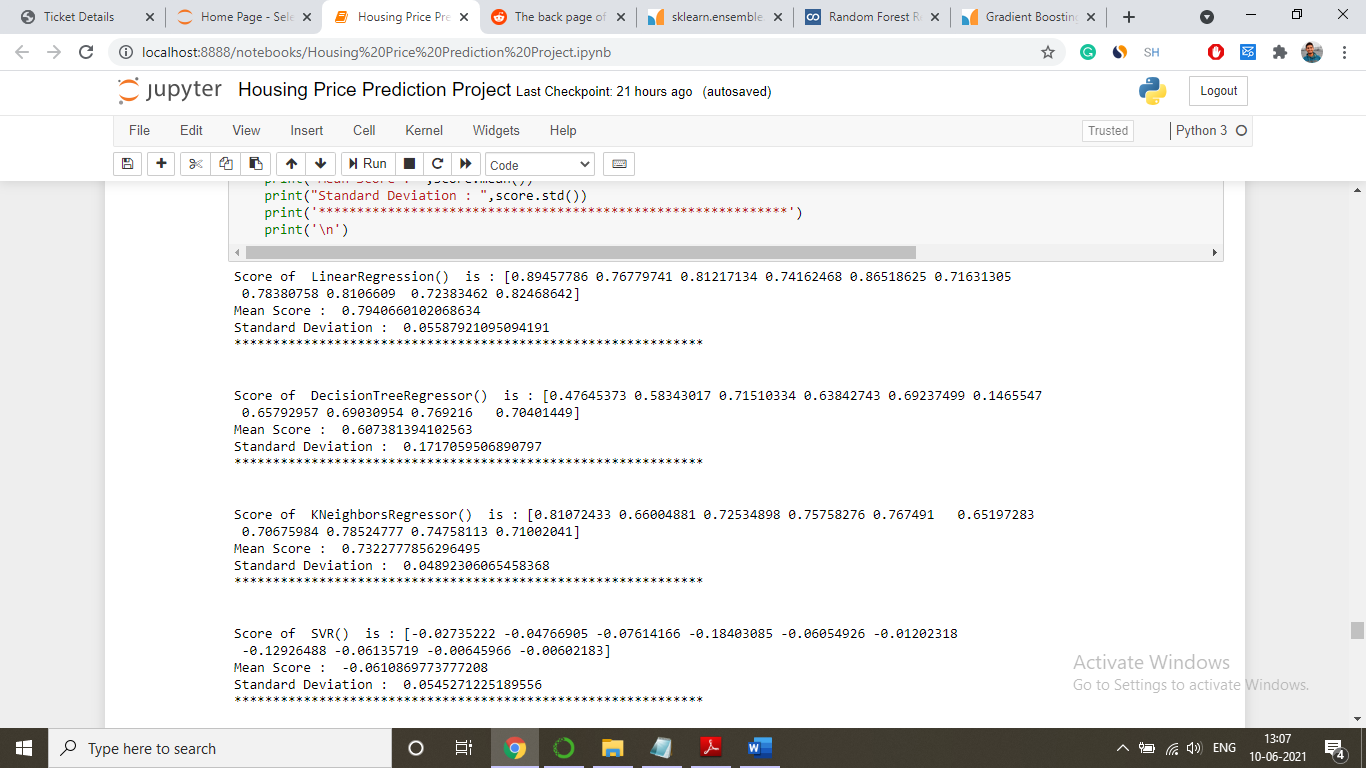 Ticket Details
Home Page - Sele
Housing Price Pre
The back page of
sklearn.ensemble.
Random Forest R
Gradient Boosting
localhost:8888/notebooks/Housing%20Price%20Prediction%20Project.ipynb
SH
jupyter Housing Price Prediction Project Last Checkpoint: 21 hours ago (autosaved)
Logout
File Edit View Insert Cell Kernel Widgets Help
Trusted
Python 3
Run
Code
print("Mean Score : ",score.mean())
print("Standard Deviation : ",score.std())
print('*************************************************************')
print('\n')
Score of  LinearRegression()  is : [0.89457786 0.76779741 0.81217134 0.74162468 0.86518625 0.71631305
 0.78380758 0.8106609  0.72383462 0.82468642]
Mean Score :  0.7940660102068634
Standard Deviation :  0.05587921095094191
*************************************************************
Score of  DecisionTreeRegressor()  is : [0.47645373 0.58343017 0.71510334 0.63842743 0.69237499 0.1465547
 0.65792957 0.69030954 0.769216   0.70401449]
Mean Score :  0.607381394102563
Standard Deviation :  0.1717059506890797
*************************************************************
Score of  KNeighborsRegressor()  is : [0.81072433 0.66004881 0.72534898 0.75758276 0.767491   0.65197283
 0.70675984 0.78524777 0.74758113 0.71002041]
Mean Score :  0.7322777856296495
Standard Deviation :  0.04892306065458368
*************************************************************
Score of  SVR()  is : [-0.02735222 -0.04766905 -0.07614166 -0.18403085 -0.06054926 -0.01202318
 -0.12926488 -0.06135719 -0.00645966 -0.00602183]
Mean Score :  -0.0610869773777208
Standard Deviation :  0.0545271225189556
*************************************************************
Activate Windows
Go to Settings to activate Windows.
Type here to search
ENG
13:07
10-06-2021
4